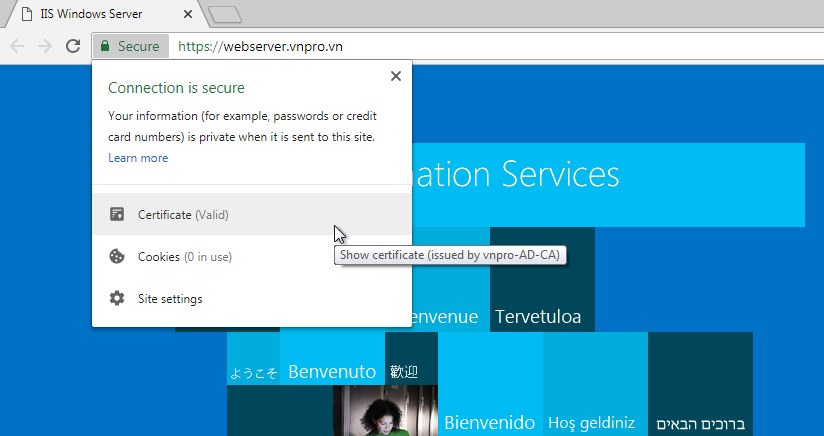 IIS Windows Server
Secure
https://webserver.vnpro.vn
Connection is secure
Your information (for example, passwords or credit
card numbers) is private when it is sent to this site.
Learn more
mation Services
Certificate (Valid)
Show certificate (issued by vnpro-AD-CA)
Cookies (0 in use)
Site settings
envenue
Tervetuloa
ようこそ
Benvenuto
歡迎
Bienvenido
Hoş geldiniz
ברוכים הבאים